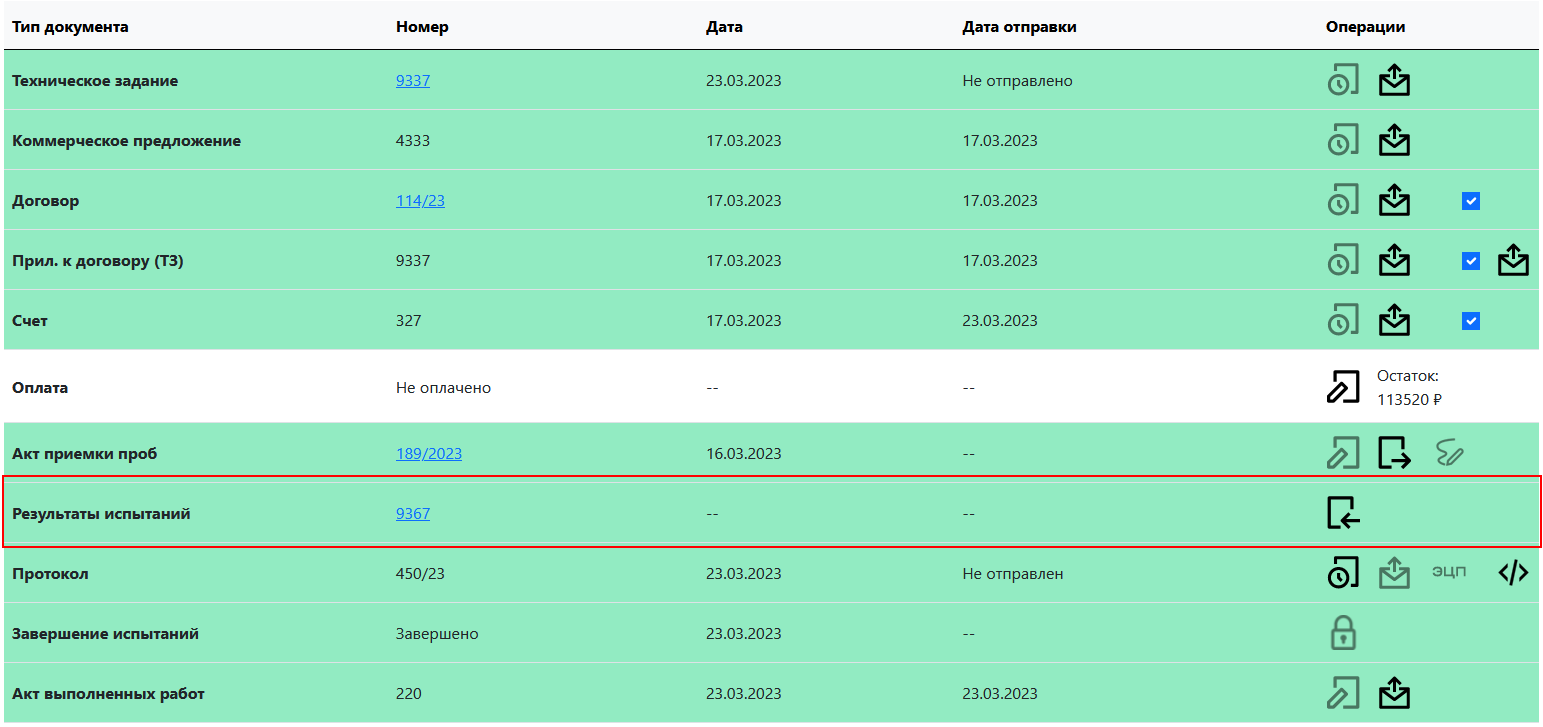 Тип документа Номер Дата Дата отправки Операции
Техническое задание 9337 23.03.2023 Не отправлено
Коммерческое предложение 4333 17.03.2023 17.03.2023
Договор 114/23 17.03.2023 17.03.2023
Прил. к договору (ТЗ) 9337 17.03.2023 17.03.2023
Счет 327 17.03.2023 23.03.2023
Оплата Не оплачено -- -- Остаток:
113520 ₽
Акт приемки проб 189/2023 16.03.2023 --
Результаты испытаний 9367 -- --
Протокол 450/23 23.03.2023 Не отправлен ЭЦП </>
Завершение испытаний Завершено 23.03.2023 --
Акт выполненных работ 220 23.03.2023 23.03.2023